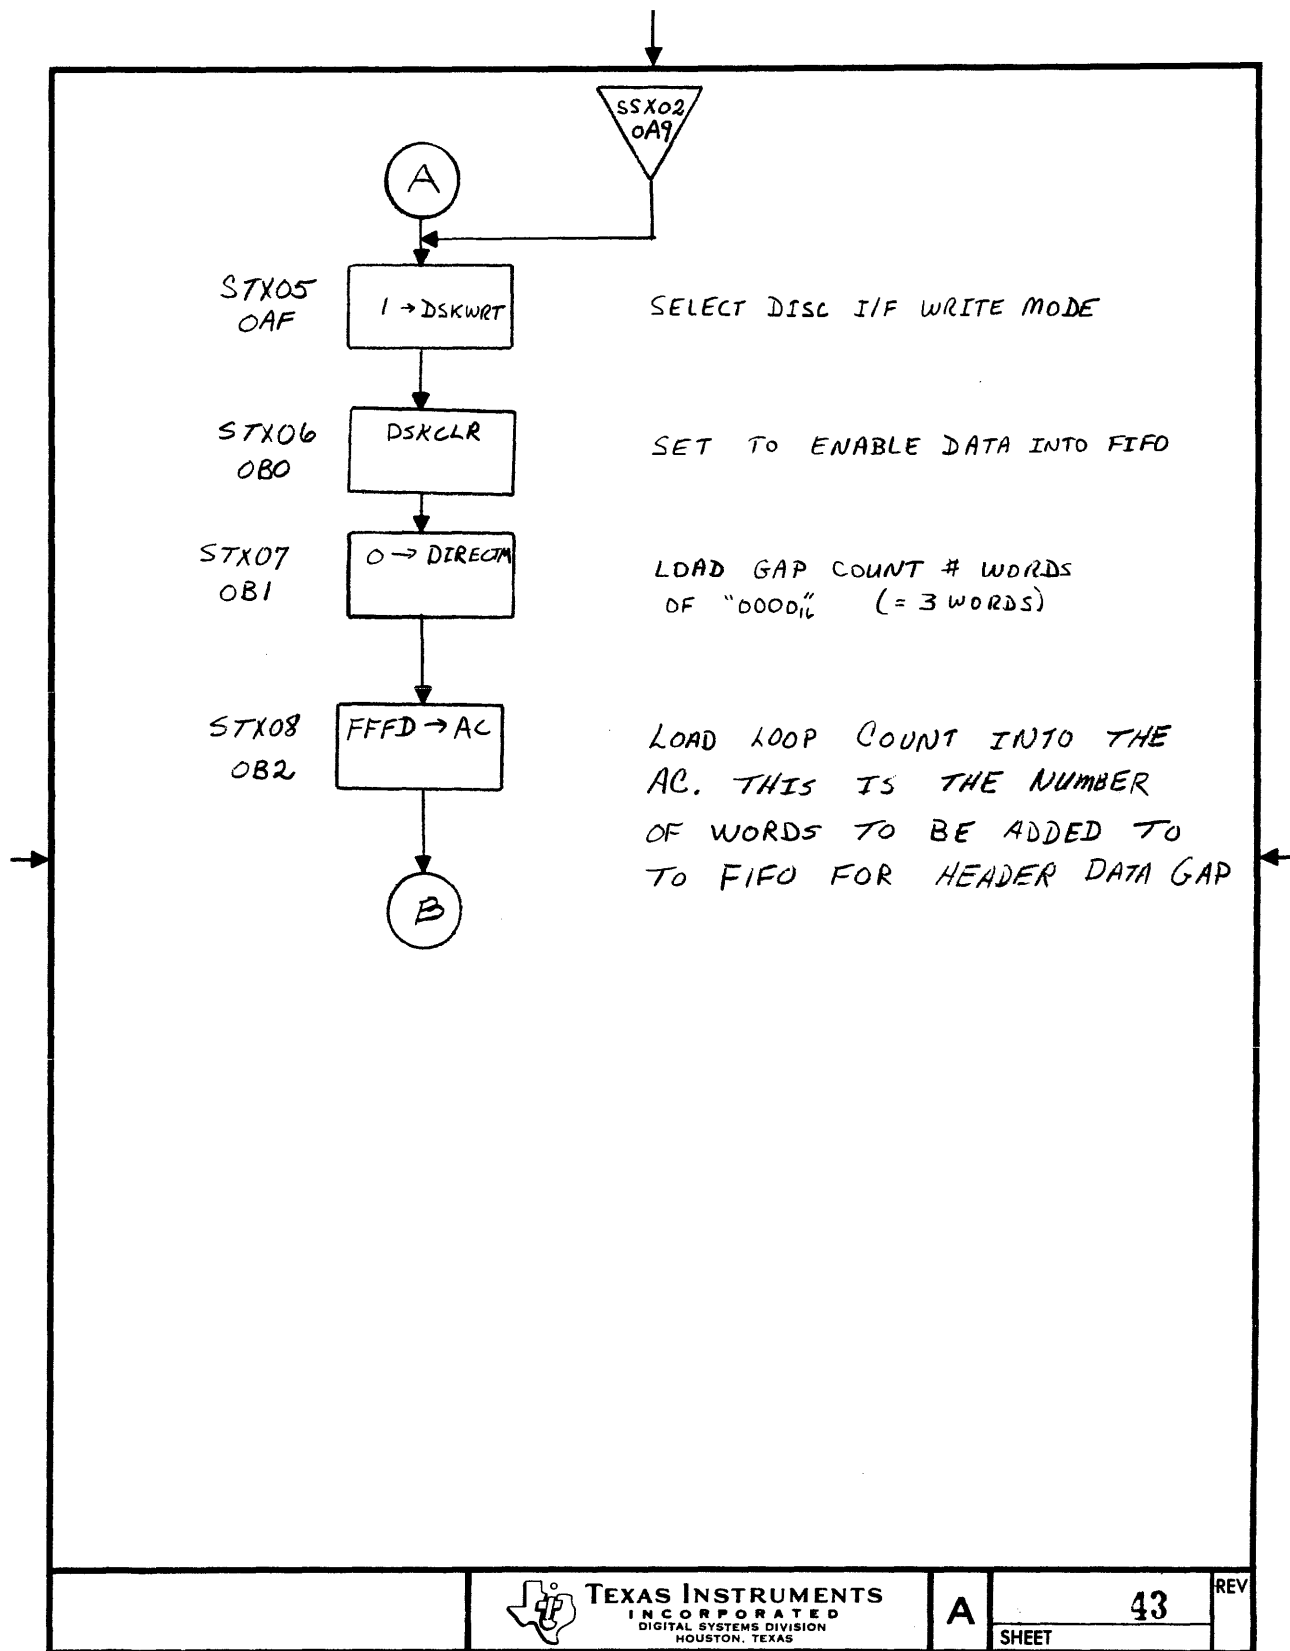 SSX02
0A9
A
STX05
0AF
1 → DSKWRT
SELECT DISC I/F WRITE MODE
STX06
0B0
DSKCLR
SET TO ENABLE DATA INTO FIFO
STX07
0B1
0 → DIRECTM
LOAD GAP COUNT # WORDS
OF "0000₁₆" (= 3 WORDS)
STX08
0B2
FFFD → AC
LOAD LOOP COUNT INTO THE
AC. THIS IS THE NUMBER
OF WORDS TO BE ADDED TO
TO FIFO FOR HEADER DATA GAP
B
TEXAS INSTRUMENTS
INCORPORATED
DIGITAL SYSTEMS DIVISION
HOUSTON, TEXAS
A
43
SHEET
REV